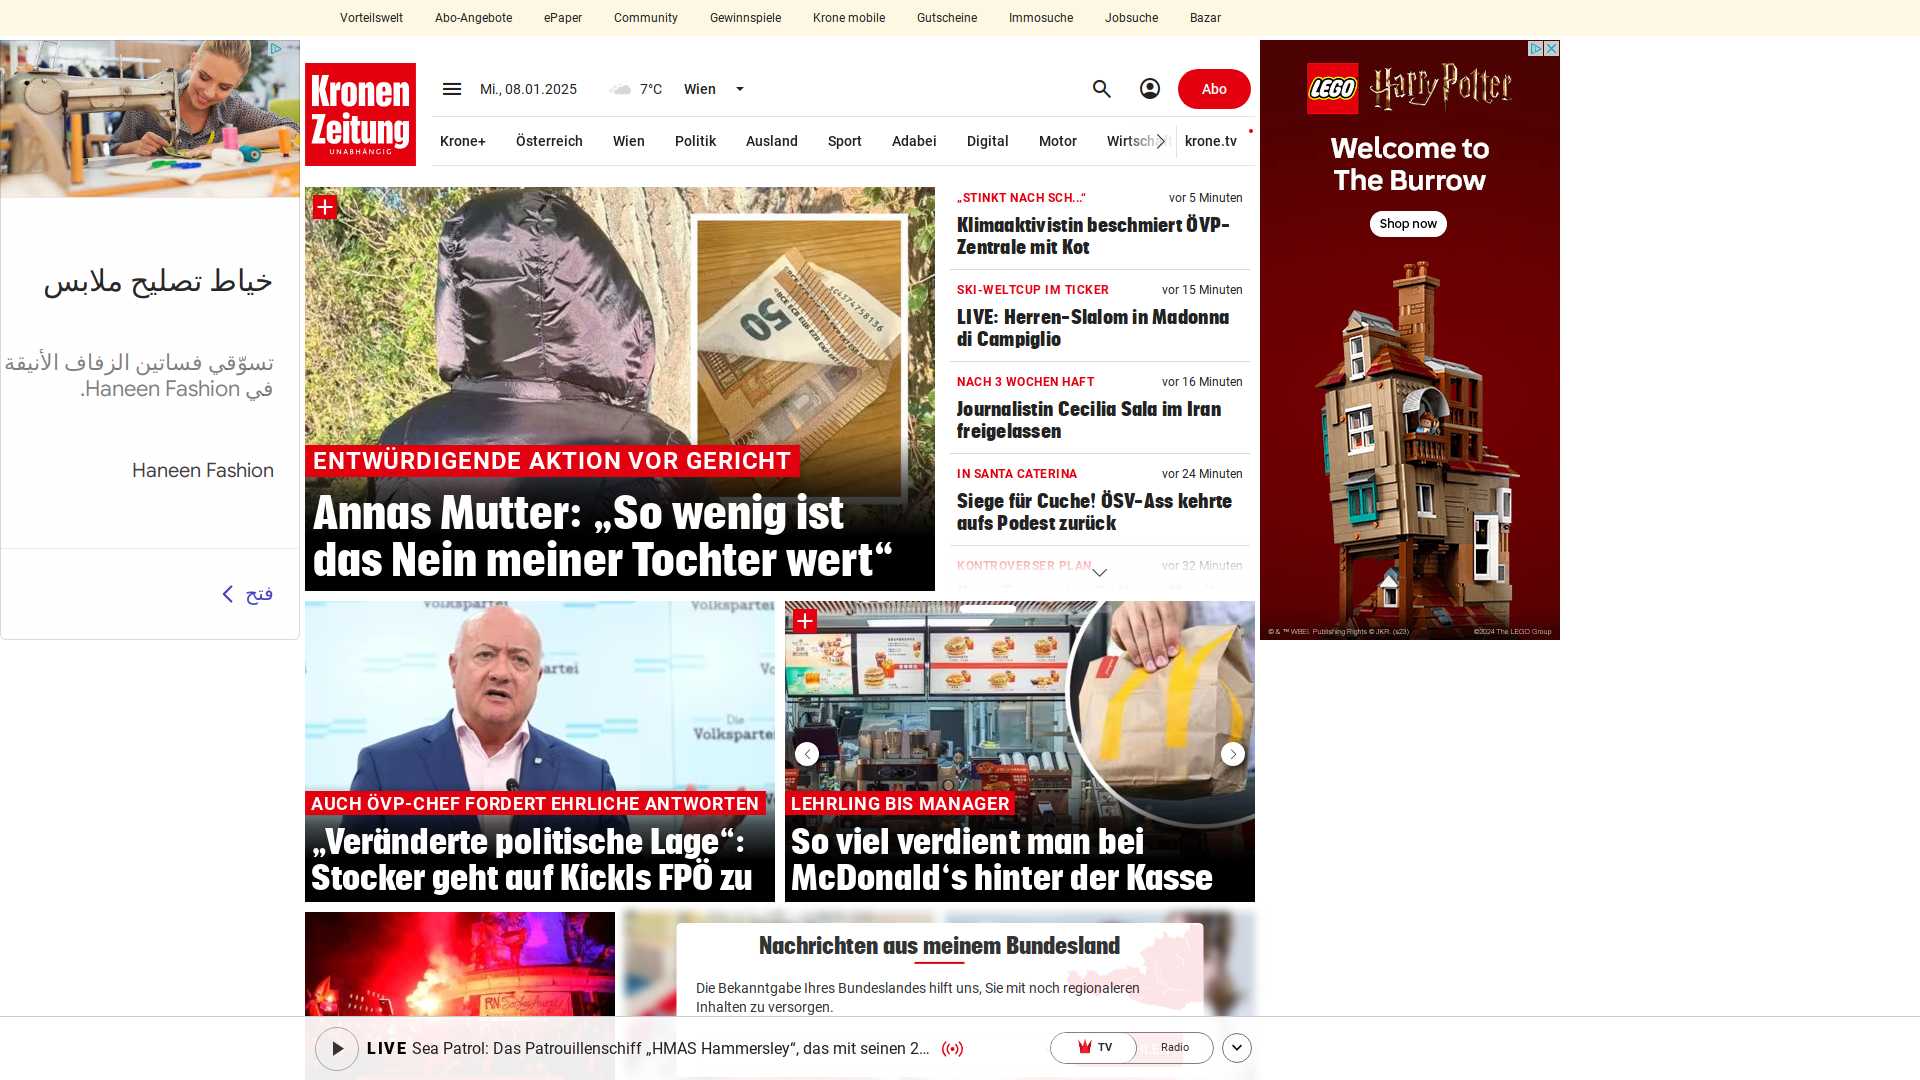 Vorteilswelt
Abo-Angebote
ePaper
Community
Gewinnspiele
Krone mobile
Gutscheine
Immosuche
Jobsuche
Bazar
Kronen
Zeitung
UNABHÄNGIG
Mi., 08.01.2025
7°C
Wien
Abo
Krone+
Österreich
Wien
Politik
Ausland
Sport
Adabei
Digital
Motor
Wirtschaft
krone.tv
خياط تصليح ملابس
تسوّقي فساتين الزفاف الأنيقة
في Haneen Fashion.
Haneen Fashion
فتح
ENTWÜRDIGENDE AKTION VOR GERICHT
Annas Mutter: „So wenig ist
das Nein meiner Tochter wert“
„STINKT NACH SCH...“
vor 5 Minuten
Klimaaktivistin beschmiert ÖVP-
Zentrale mit Kot
SKI-WELTCUP IM TICKER
vor 15 Minuten
LIVE: Herren-Slalom in Madonna
di Campiglio
NACH 3 WOCHEN HAFT
vor 16 Minuten
Journalistin Cecilia Sala im Iran
freigelassen
IN SANTA CATERINA
vor 24 Minuten
Siege für Cuche! ÖSV-Ass kehrte
aufs Podest zurück
KONTROVERSER PLAN
vor 32 Minuten
LEGO
Harry Potter
Welcome to
The Burrow
Shop now
© & ™ WBEI. Publishing Rights © JKR. (s23)
©2024 The LEGO Group
Die
Volkspartei
AUCH ÖVP-CHEF FORDERT EHRLICHE ANTWORTEN
„Veränderte politische Lage“:
Stocker geht auf Kickls FPÖ zu
LEHRLING BIS MANAGER
So viel verdient man bei
McDonald‘s hinter der Kasse
Nachrichten aus meinem Bundesland
Die Bekanntgabe Ihres Bundeslandes hilft uns, Sie mit noch regionaleren
Inhalten zu versorgen.
LIVE Sea Patrol: Das Patrouillenschiff „HMAS Hammersley“, das mit seinen 2...
TV
Radio